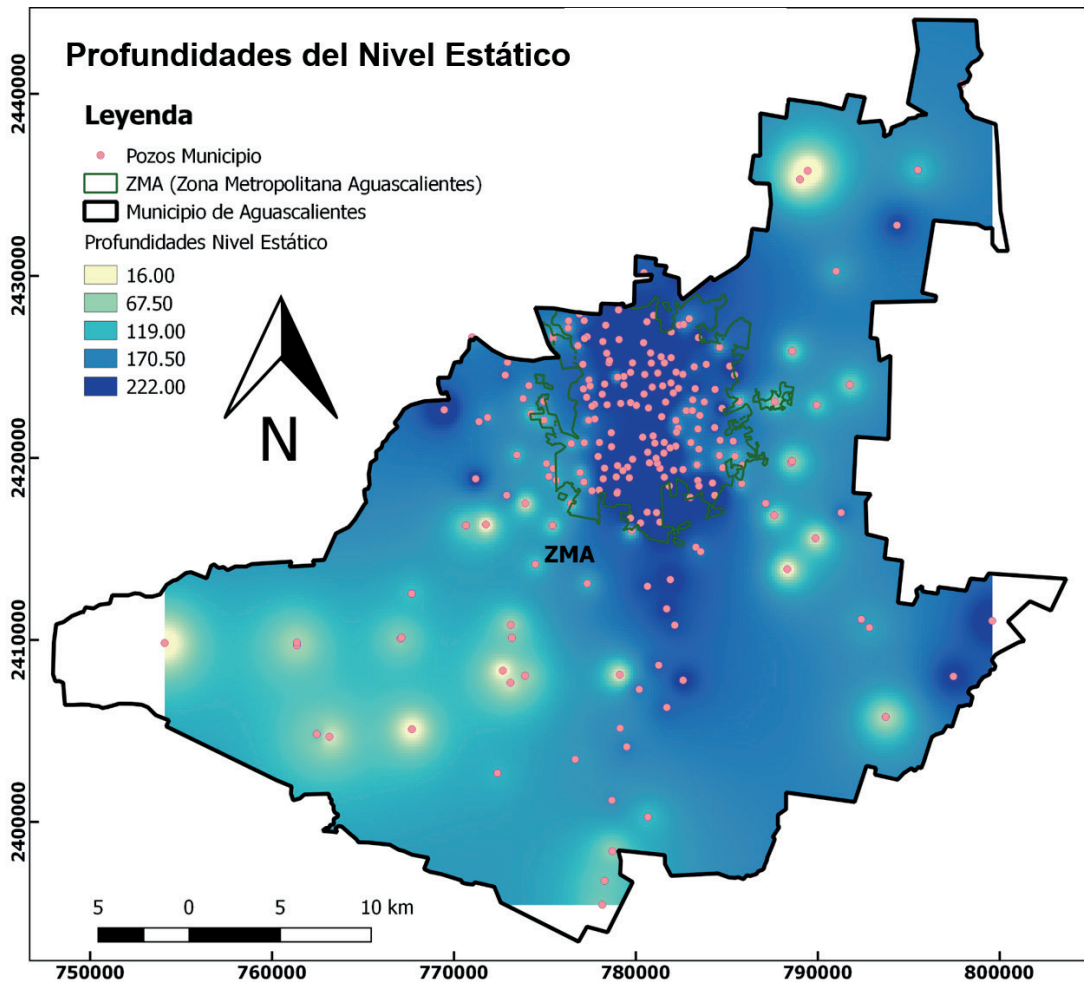 Profundidades del Nivel Estático
Leyenda
Pozos Municipio
ZMA (Zona Metropolitana Aguascalientes)
Municipio de Aguascalientes
Profundidades Nivel Estático
16.00
67.50
119.00
170.50
222.00
N
ZMA
5 0 5 10 km
2440000
2430000
2420000
2410000
2400000
750000 760000 770000 780000 790000 800000